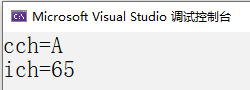 Microsoft Visual Studio 调试控制台
cch=A
ich=65